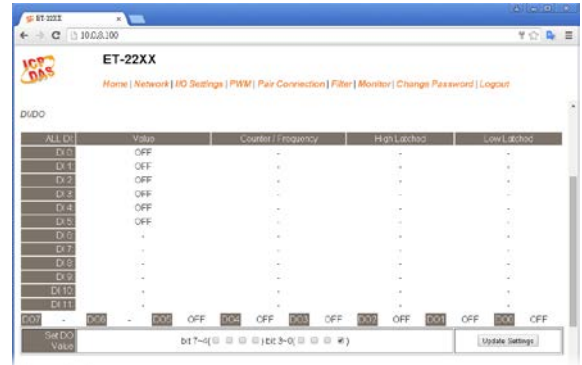 ET-22XX
10.0.8.100
ICP DAS
ET-22XX
Home | Network | I/O Settings | PWM | Pair Connection | Filter | Monitor | Change Password | Logout
DI/DO
ALL DI: Value Counter / Frequency High Latched Low Latched
DI 0: OFF - - -
DI 1: OFF - - -
DI 2: OFF - - -
DI 3: OFF - - -
DI 4: OFF - - -
DI 5: OFF - - -
DI 6: - - - -
DI 7: - - - -
DI 8: - - - -
DI 9: - - - -
DI 10: - - - -
DI 11: - - - -
DO7 - DO6 - DO5 OFF DO4 OFF DO3 OFF DO2 OFF DO1 OFF DO0 OFF
Set DO Value bit 7~4( ) bit 3~0( ) Update Settings